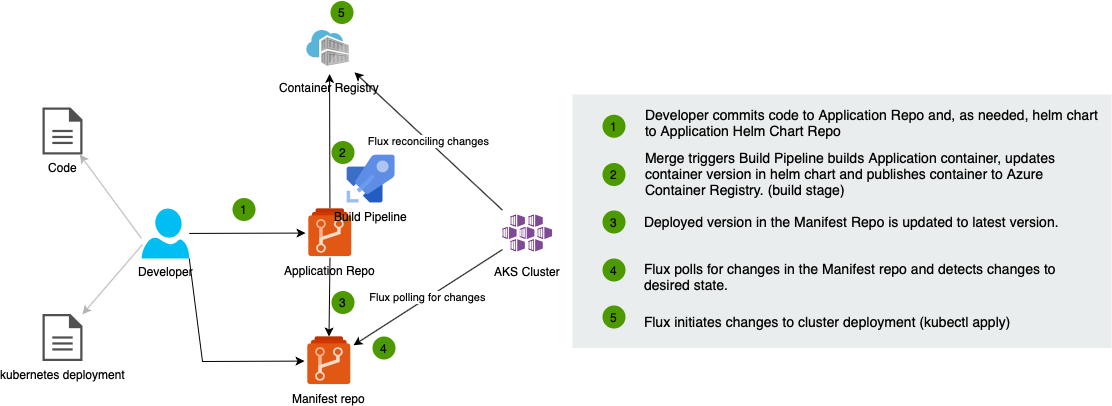 5
Container Registry
Flux reconciling changes
Code
2
Build Pipeline
1
Developer
Application Repo
AKS Cluster
3
Flux polling for changes
4
kubernetes deployment
Manifest repo
1
Developer commits code to Application Repo and, as needed, helm chart
to Application Helm Chart Repo
2
Merge triggers Build Pipeline builds Application container, updates
container version in helm chart and publishes container to Azure
Container Registry. (build stage)
3
Deployed version in the Manifest Repo is updated to latest version.
4
Flux polls for changes in the Manifest repo and detects changes to
desired state.
5
Flux initiates changes to cluster deployment (kubectl apply)